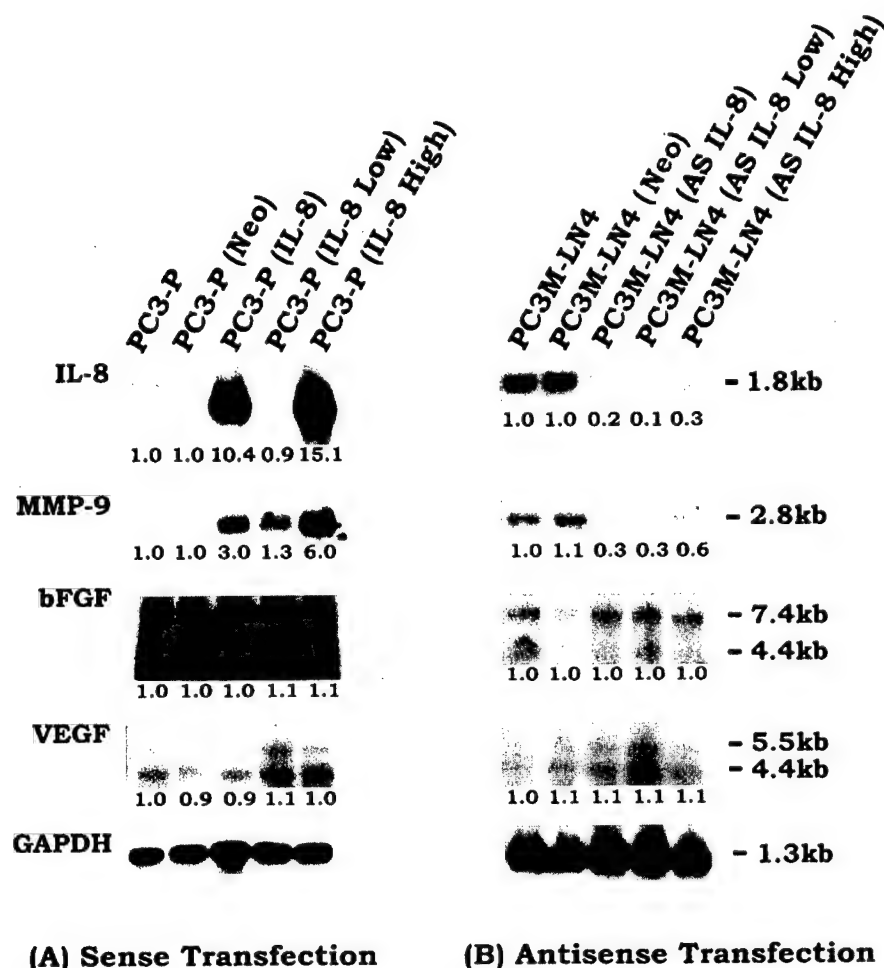 PC3-P
PC3-P (Neo)
PC3-P (IL-8)
PC3-P (IL-8 Low)
PC3-P (IL-8 High)
PC3M-LN4
PC3M-LN4 (Neo)
PC3M-LN4 (AS IL-8)
PC3M-LN4 (AS IL-8 Low)
PC3M-LN4 (AS IL-8 High)
IL-8
- 1.8kb
1.0 1.0 10.4 0.9 15.1
1.0 1.0 0.2 0.1 0.3
MMP-9
- 2.8kb
1.0 1.0 3.0 1.3 6.0
1.0 1.1 0.3 0.3 0.6
bFGF
- 7.4kb
- 4.4kb
1.0 1.0 1.0 1.1 1.1
1.0 1.0 1.0 1.0 1.0
VEGF
- 5.5kb
- 4.4kb
1.0 0.9 0.9 1.1 1.0
1.0 1.1 1.1 1.1 1.1
GAPDH
- 1.3kb
(A) Sense Transfection
(B) Antisense Transfection